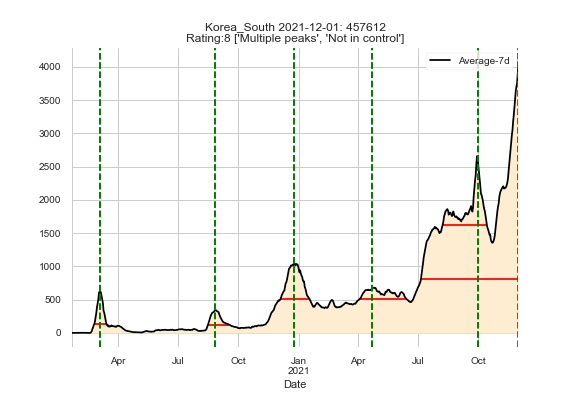 Korea_South 2021-12-01: 457612
Rating:8 ['Multiple peaks', 'Not in control']
Average-7d
4000
3500
3000
2500
2000
1500
1000
500
0
Apr Jul Oct Jan Apr Jul Oct
2021
Date